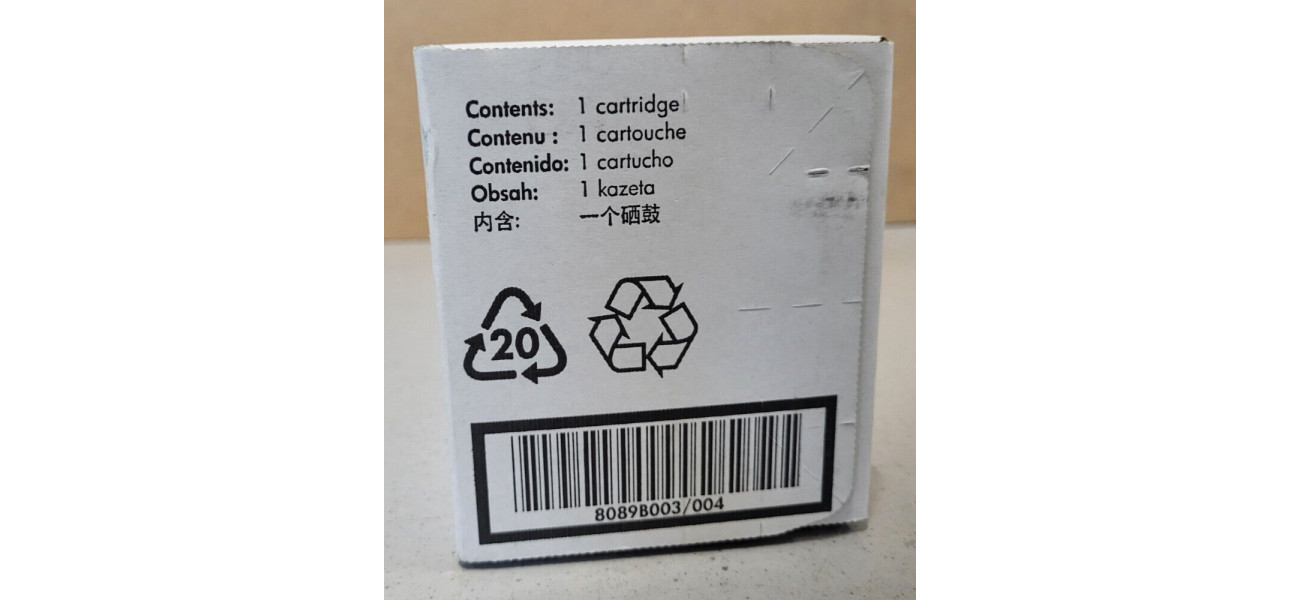 Contents: 1 cartridge
Contenu : 1 cartouche
Contenido: 1 cartucho
Obsah: 1 kazeta
内含: 一个硒鼓
20
8089B003/004